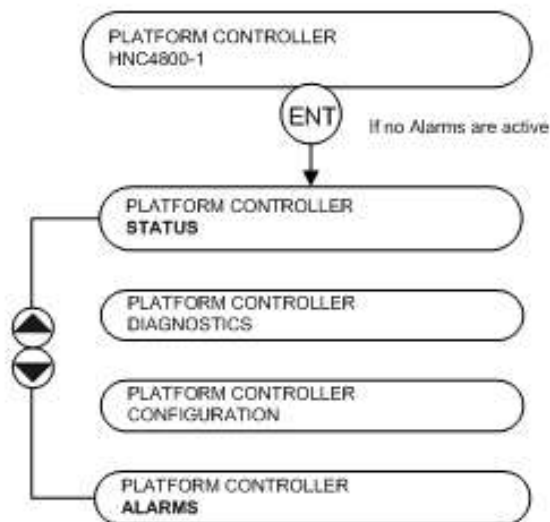 PLATFORM CONTROLLER
HNC4800-1
ENT
If no Alarms are active
PLATFORM CONTROLLER
STATUS
PLATFORM CONTROLLER
DIAGNOSTICS
PLATFORM CONTROLLER
CONFIGURATION
PLATFORM CONTROLLER
ALARMS